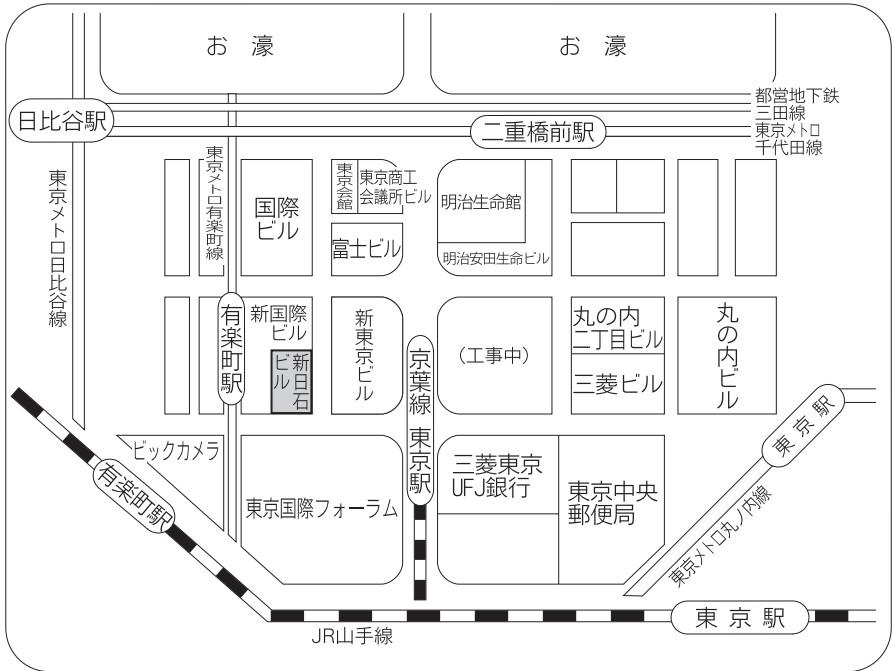 お 濠
お 濠
都営地下鉄
三田線
東京メトロ
千代田線
日比谷駅
二重橋前駅
東京メトロ日比谷線
東京メトロ有楽町線
国際
ビル
東京会館
東京商工
会議所ビル
富士ビル
明治生命館
明治安田生命ビル
有楽町駅
新国際
ビル
新日石
ビル
新東京ビル
京葉線 東京駅
(工事中)
丸の内
二丁目ビル
三菱ビル
丸の内ビル
東京駅
ビックカメラ
有楽町駅
東京国際フォーラム
三菱東京
UFJ銀行
東京中央
郵便局
東京メトロ丸ノ内線
東京駅
JR山手線